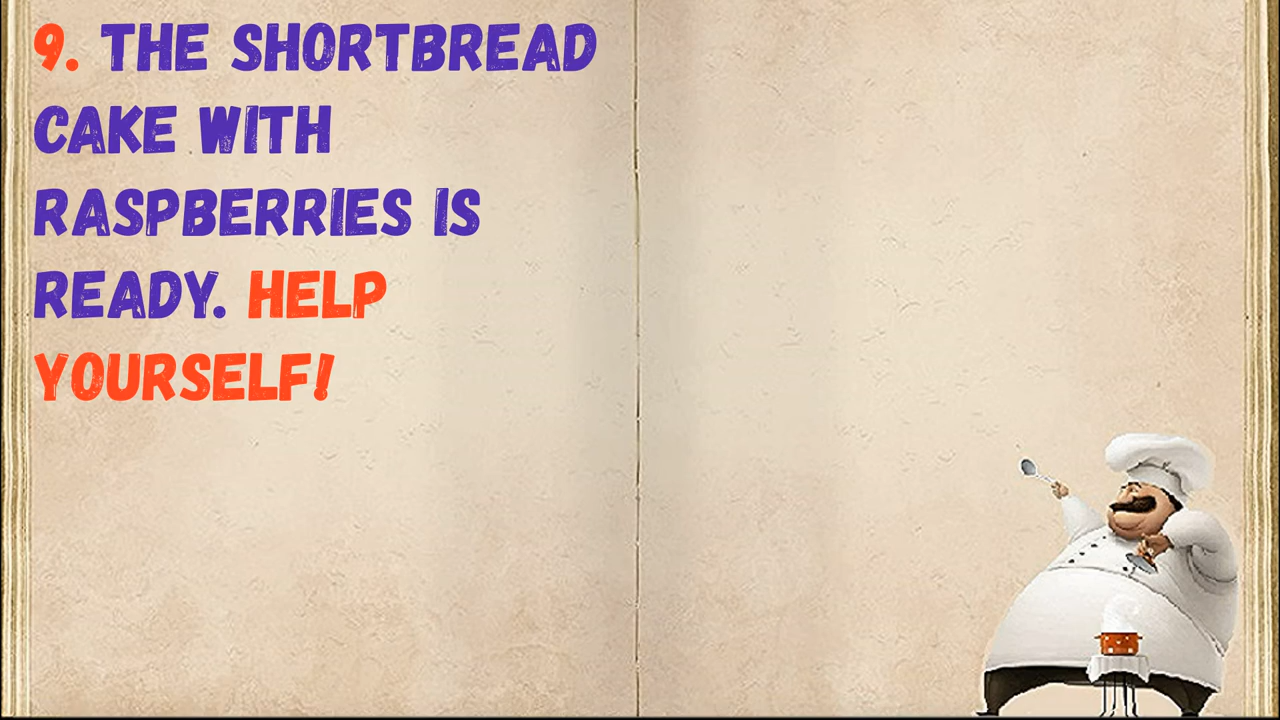 9. THE SHORTBREAD
CAKE WITH
RASPBERRIES IS
READY. HELP
YOURSELF!